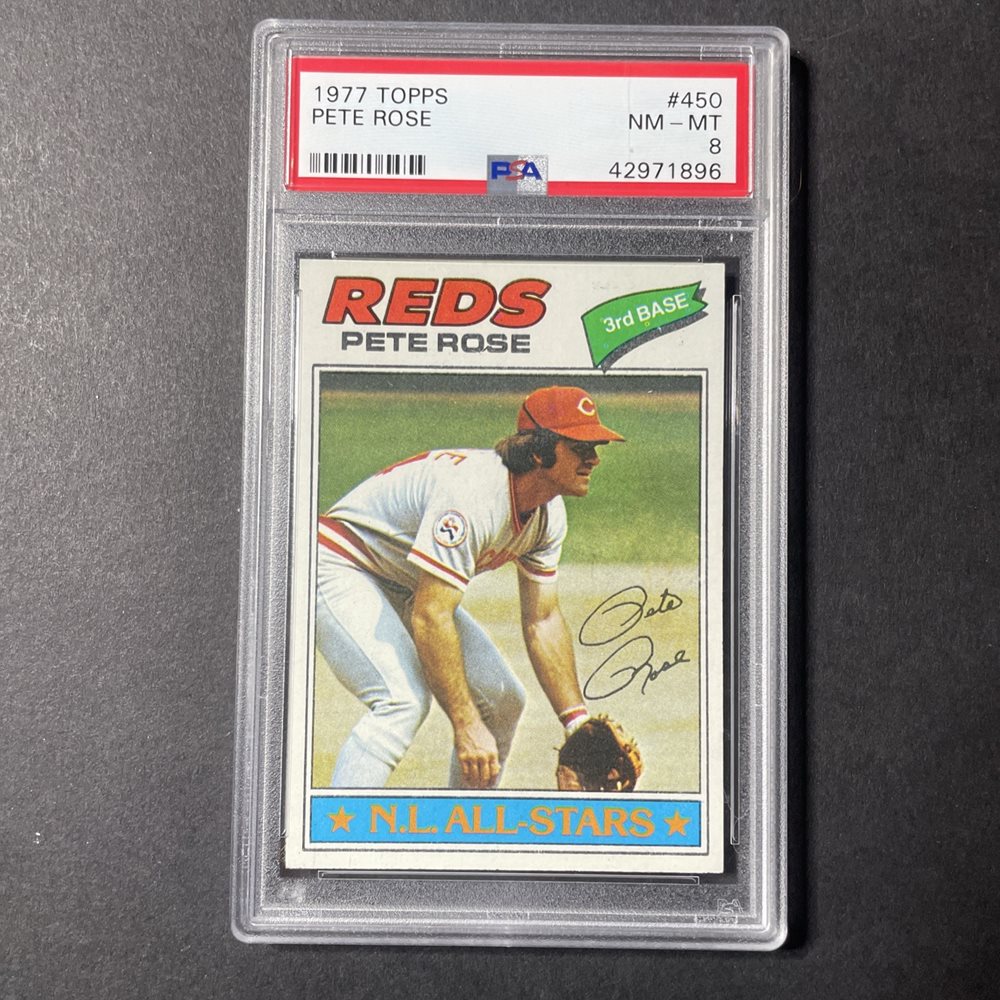 1977 TOPPS #450
PETE ROSE NM - MT
8
PSA 42971896
REDS
PETE ROSE
3rd BASE
C
E
Pete
Rose
N.L. ALL-STARS